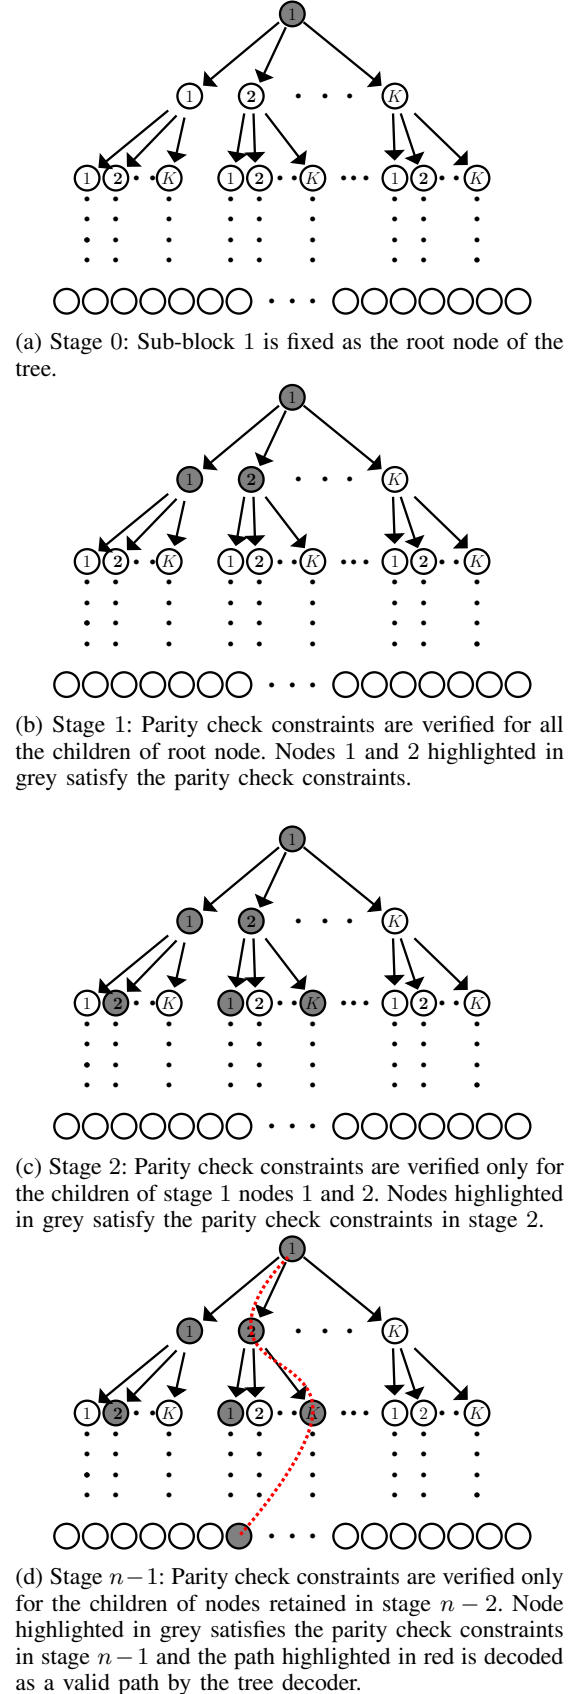 1
1 2 · · · K
1 2 · · K 1 2 · · K ··· 1 2 · · K
(a) Stage 0: Sub-block 1 is fixed as the root node of the
tree.
1
1 2 · · · K
1 2 · · K 1 2 · · K ··· 1 2 · · K
(b) Stage 1: Parity check constraints are verified for all
the children of root node. Nodes 1 and 2 highlighted in
grey satisfy the parity check constraints.
1
1 2 · · · K
1 2 · · K 1 2 · · K ··· 1 2 · · K
(c) Stage 2: Parity check constraints are verified only for
the children of stage 1 nodes 1 and 2. Nodes highlighted
in grey satisfy the parity check constraints in stage 2.
1
1 2 · · · K
1 2 · · K 1 2 · · K ··· 1 2 · · K
(d) Stage n−1: Parity check constraints are verified only
for the children of nodes retained in stage n − 2. Node
highlighted in grey satisfies the parity check constraints
in stage n−1 and the path highlighted in red is decoded
as a valid path by the tree decoder.